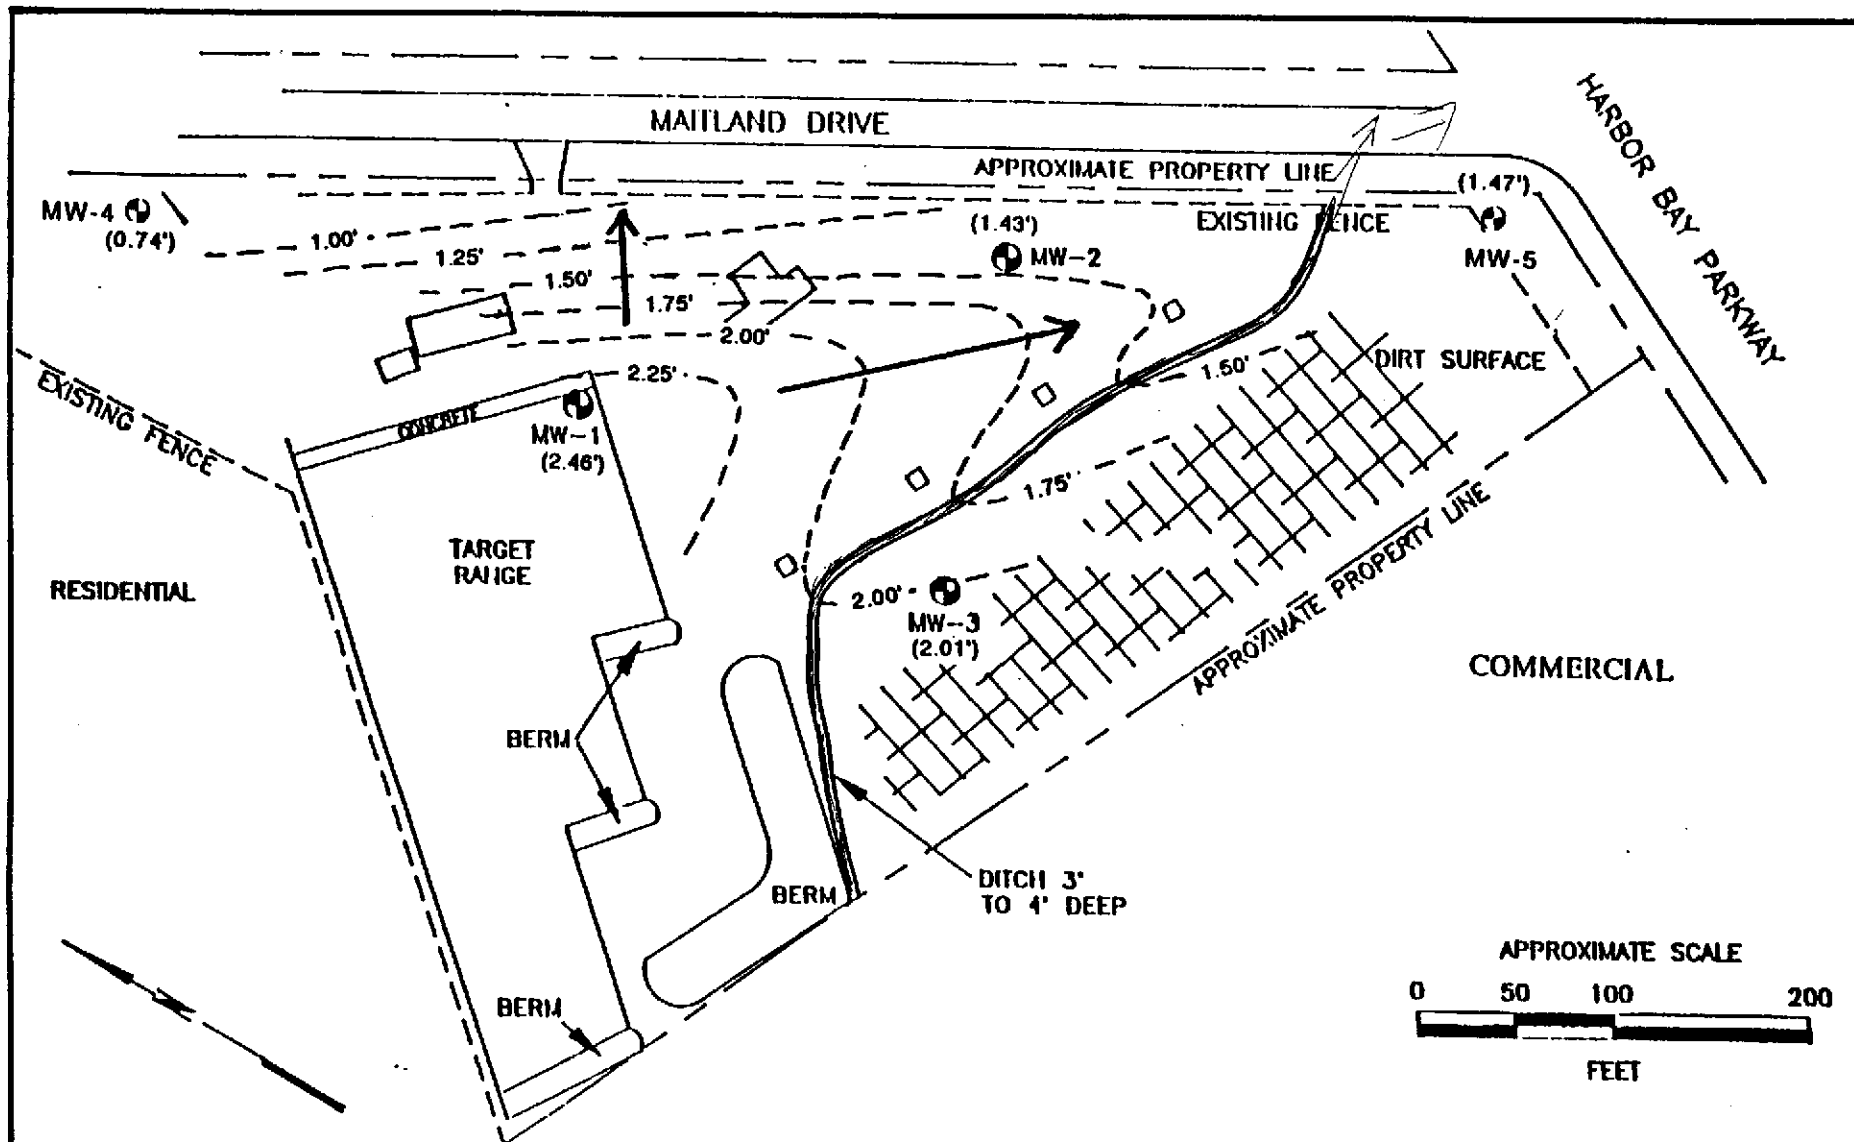 HARBOR BAY PARKWAY
MAITLAND DRIVE
APPROXIMATE PROPERTY LINE
(1.47')
MW-4
(0.74')
1.00'
1.25'
(1.43')
MW-2
EXISTING FENCE
MW-5
1.50'
1.75'
2.00'
2.25'
1.50'
DIRT SURFACE
EXISTING FENCE
CONCRETE
MW-1
(2.46')
1.75'
TARGET
RANGE
RESIDENTIAL
2.00'
MW-3
(2.01')
APPROXIMATE PROPERTY LINE
COMMERCIAL
BERM
BERM
DITCH 3'
TO 4' DEEP
BERM
APPROXIMATE SCALE
0 50 100 200
FEET